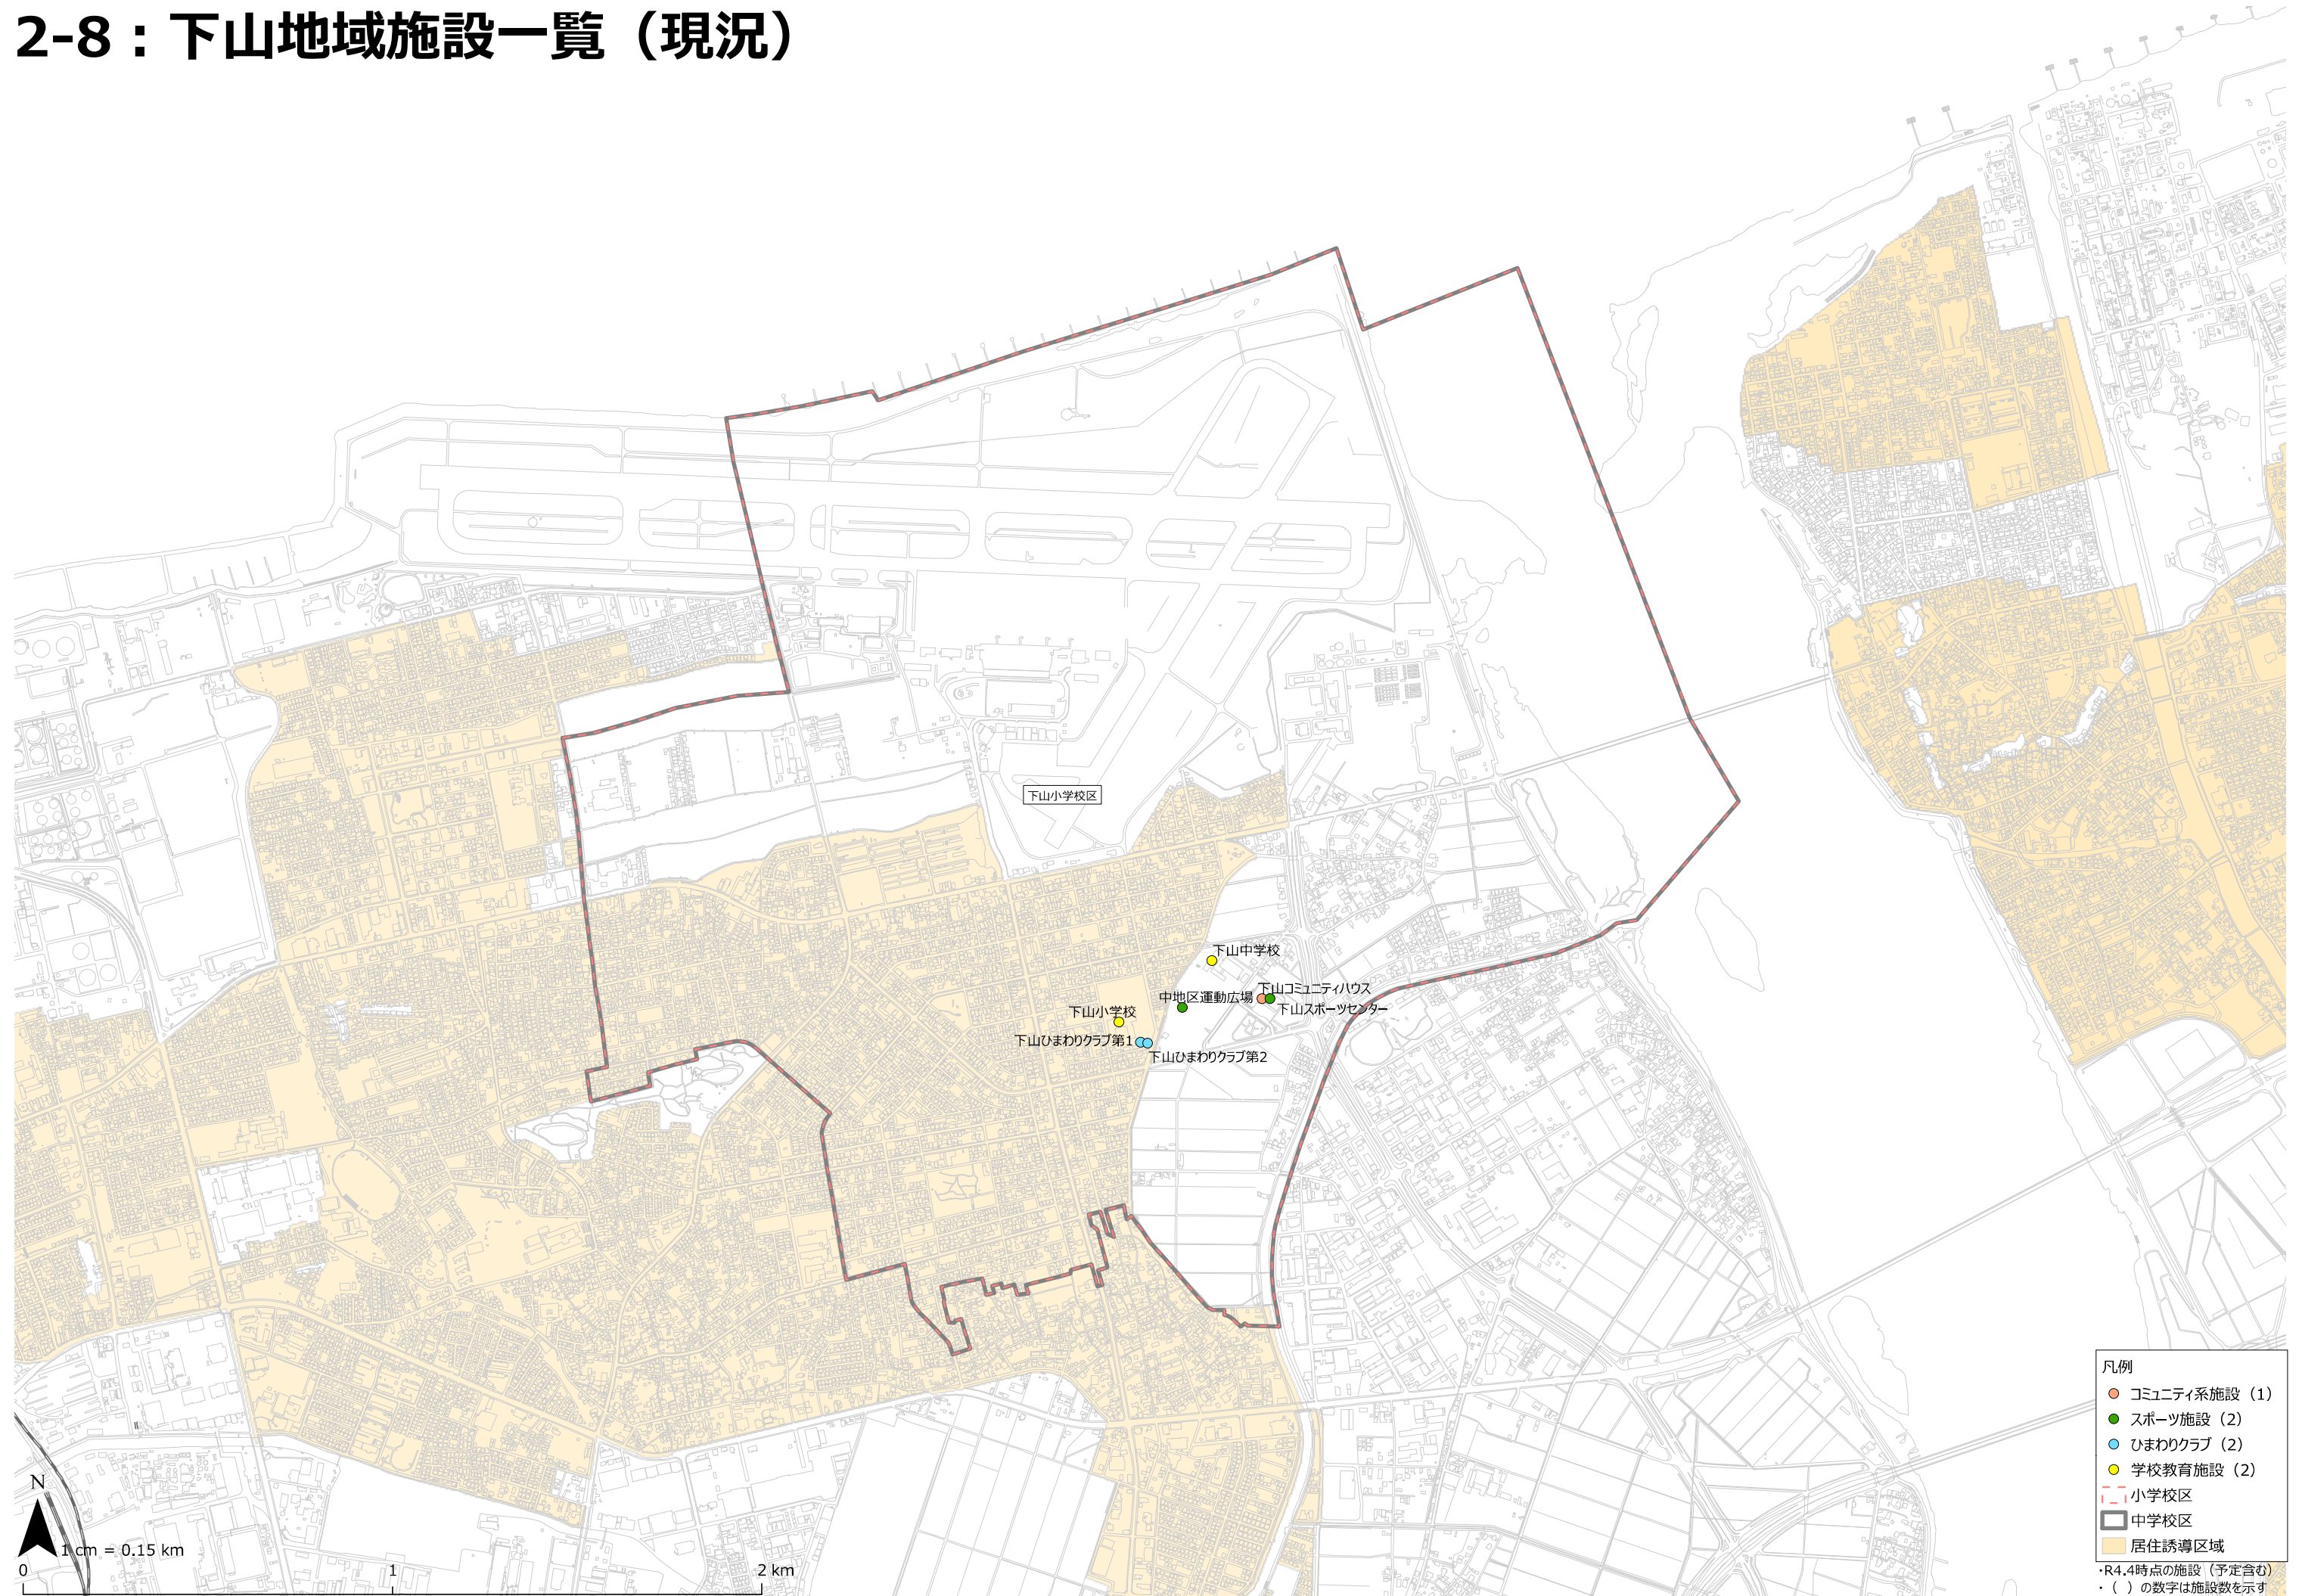 2-8：下山地域施設一覧（現況）
下山小学校区
下山中学校
下山コミュニティハウス
中地区運動広場
下山スポーツセンター
下山小学校
下山ひまわりクラブ第1
下山ひまわりクラブ第2
凡例
コミュニティ系施設（1）
スポーツ施設（2）
ひまわりクラブ（2）
学校教育施設（2）
小学校区
中学校区
居住誘導区域
・R4.4時点の施設（予定含む）
・（ ）の数字は施設数を示す
N
1 cm = 0.15 km
0 1 2 km